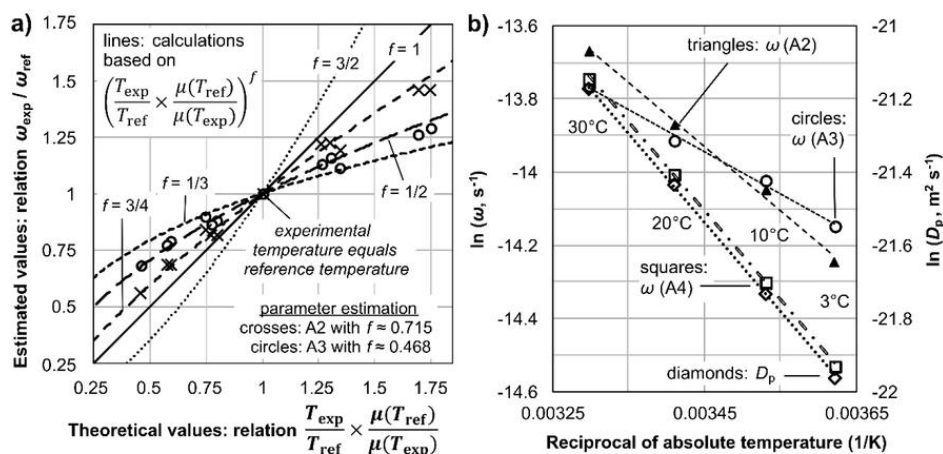 a)
Estimated values: relation ω_exp / ω_ref
1.75
1.5
1.25
1
0.75
0.5
0.25
lines: calculations
based on
(T_exp/T_ref × μ(T_ref)/μ(T_exp))^f
f = 3/2
f = 1
f = 1/3
f = 3/4
f = 1/2
experimental
temperature equals
reference temperature
parameter estimation
crosses: A2 with f ≈ 0.715
circles: A3 with f ≈ 0.468
0.25 0.5 0.75 1 1.25 1.5 1.75
Theoretical values: relation T_exp/T_ref × μ(T_ref)/μ(T_exp)
b)
ln (ω, s⁻¹)
-13.6
-13.8
-14
-14.2
-14.4
-14.6
triangles: ω (A2)
circles:
ω (A3)
30°C
20°C
10°C
3°C
squares:
ω (A4)
diamonds: D_p
-21
-21.2
-21.4
-21.6
-21.8
-22
ln (D_p, m² s⁻¹)
0.00325 0.00345 0.00365
Reciprocal of absolute temperature (1/K)